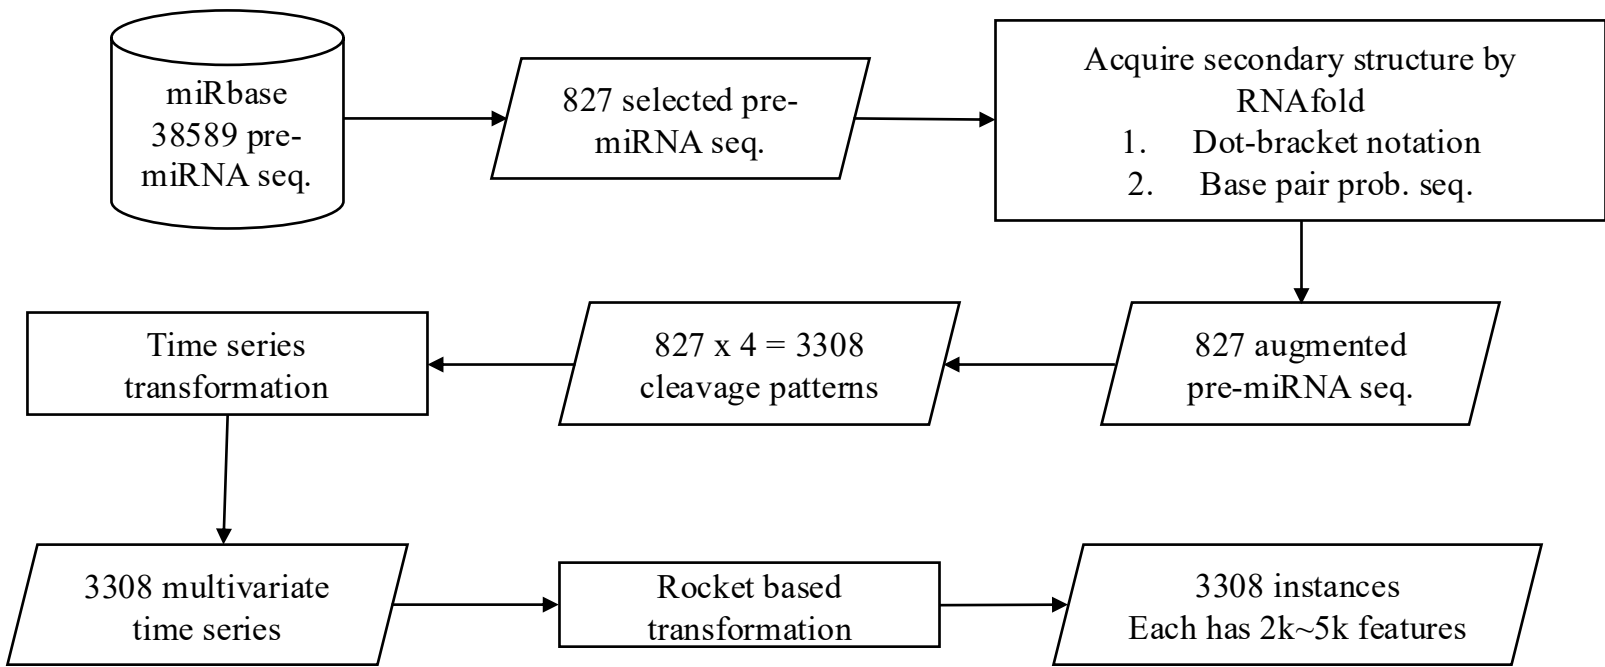 miRbase
38589 pre-
miRNA seq.
827 selected pre-
miRNA seq.
Acquire secondary structure by
RNAfold
1. Dot-bracket notation
2. Base pair prob. seq.
827 augmented
pre-miRNA seq.
827 x 4 = 3308
cleavage patterns
Time series
transformation
3308 multivariate
time series
Rocket based
transformation
3308 instances
Each has 2k~5k features